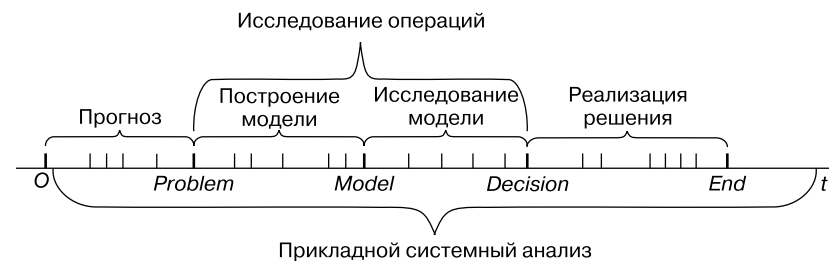 Исследование операций
Прогноз
Построение
модели
Исследование
модели
Реализация
решения
O
Problem
Model
Decision
End
t
Прикладной системный анализ